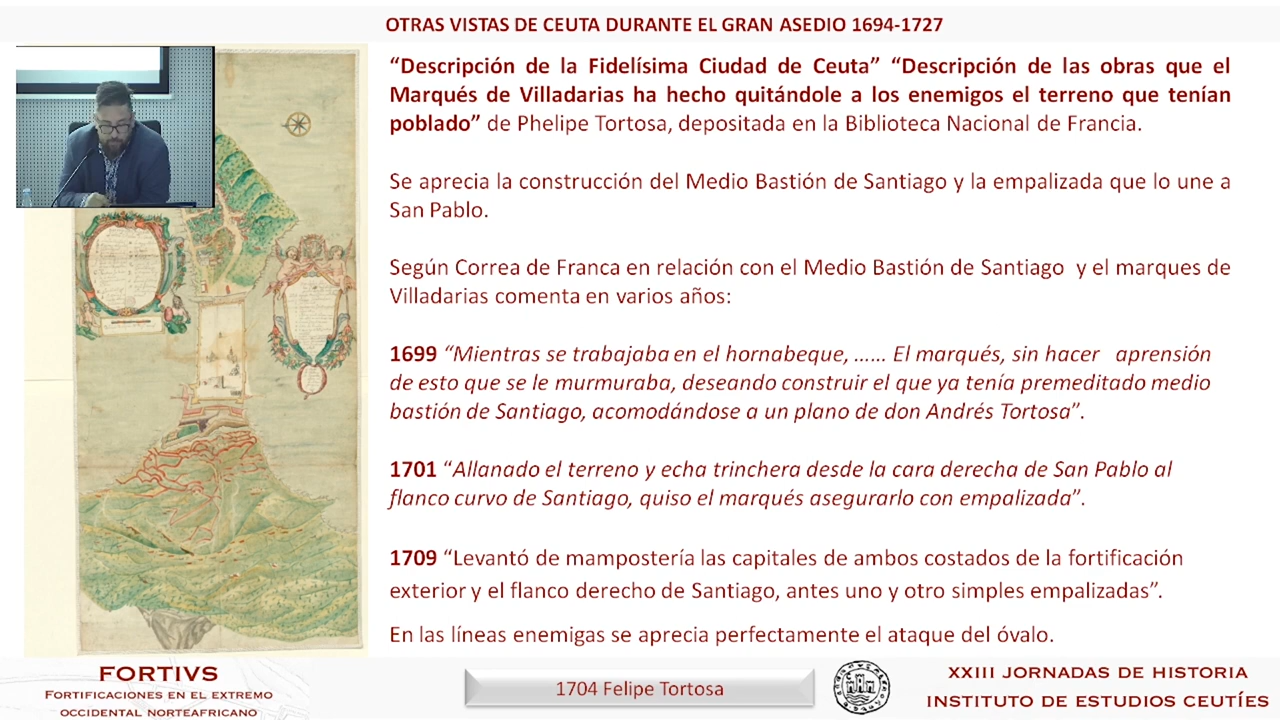 OTRAS VISTAS DE CEUTA DURANTE EL GRAN ASEDIO 1694-1727
“Descripción de la Fidelísima Ciudad de Ceuta” “Descripción de las obras que el
Marqués de Villadarias ha hecho quitándole a los enemigos el terreno que tenían
poblado” de Phelipe Tortosa, depositada en la Biblioteca Nacional de Francia.
Se aprecia la construcción del Medio Bastión de Santiago y la empalizada que lo une a
San Pablo.
Según Correa de Franca en relación con el Medio Bastión de Santiago y el marques de
Villadarias comenta en varios años:
1699 “Mientras se trabajaba en el hornabeque, ...... El marqués, sin hacer aprensión
de esto que se le murmuraba, deseando construir el que ya tenía premeditado medio
bastión de Santiago, acomodándose a un plano de don Andrés Tortosa”.
1701 “Allanado el terreno y echa trinchera desde la cara derecha de San Pablo al
flanco curvo de Santiago, quiso el marqués asegurarlo con empalizada”.
1709 “Levantó de mampostería las capitales de ambos costados de la fortificación
exterior y el flanco derecho de Santiago, antes uno y otro simples empalizadas”.
En las líneas enemigas se aprecia perfectamente el ataque del óvalo.
FORTIVS
FORTIFICACIONES EN EL EXTREMO
OCCIDENTAL NORTEAFRICANO
1704 Felipe Tortosa
XXIII JORNADAS DE HISTORIA
INSTITUTO DE ESTUDIOS CEUTÍES